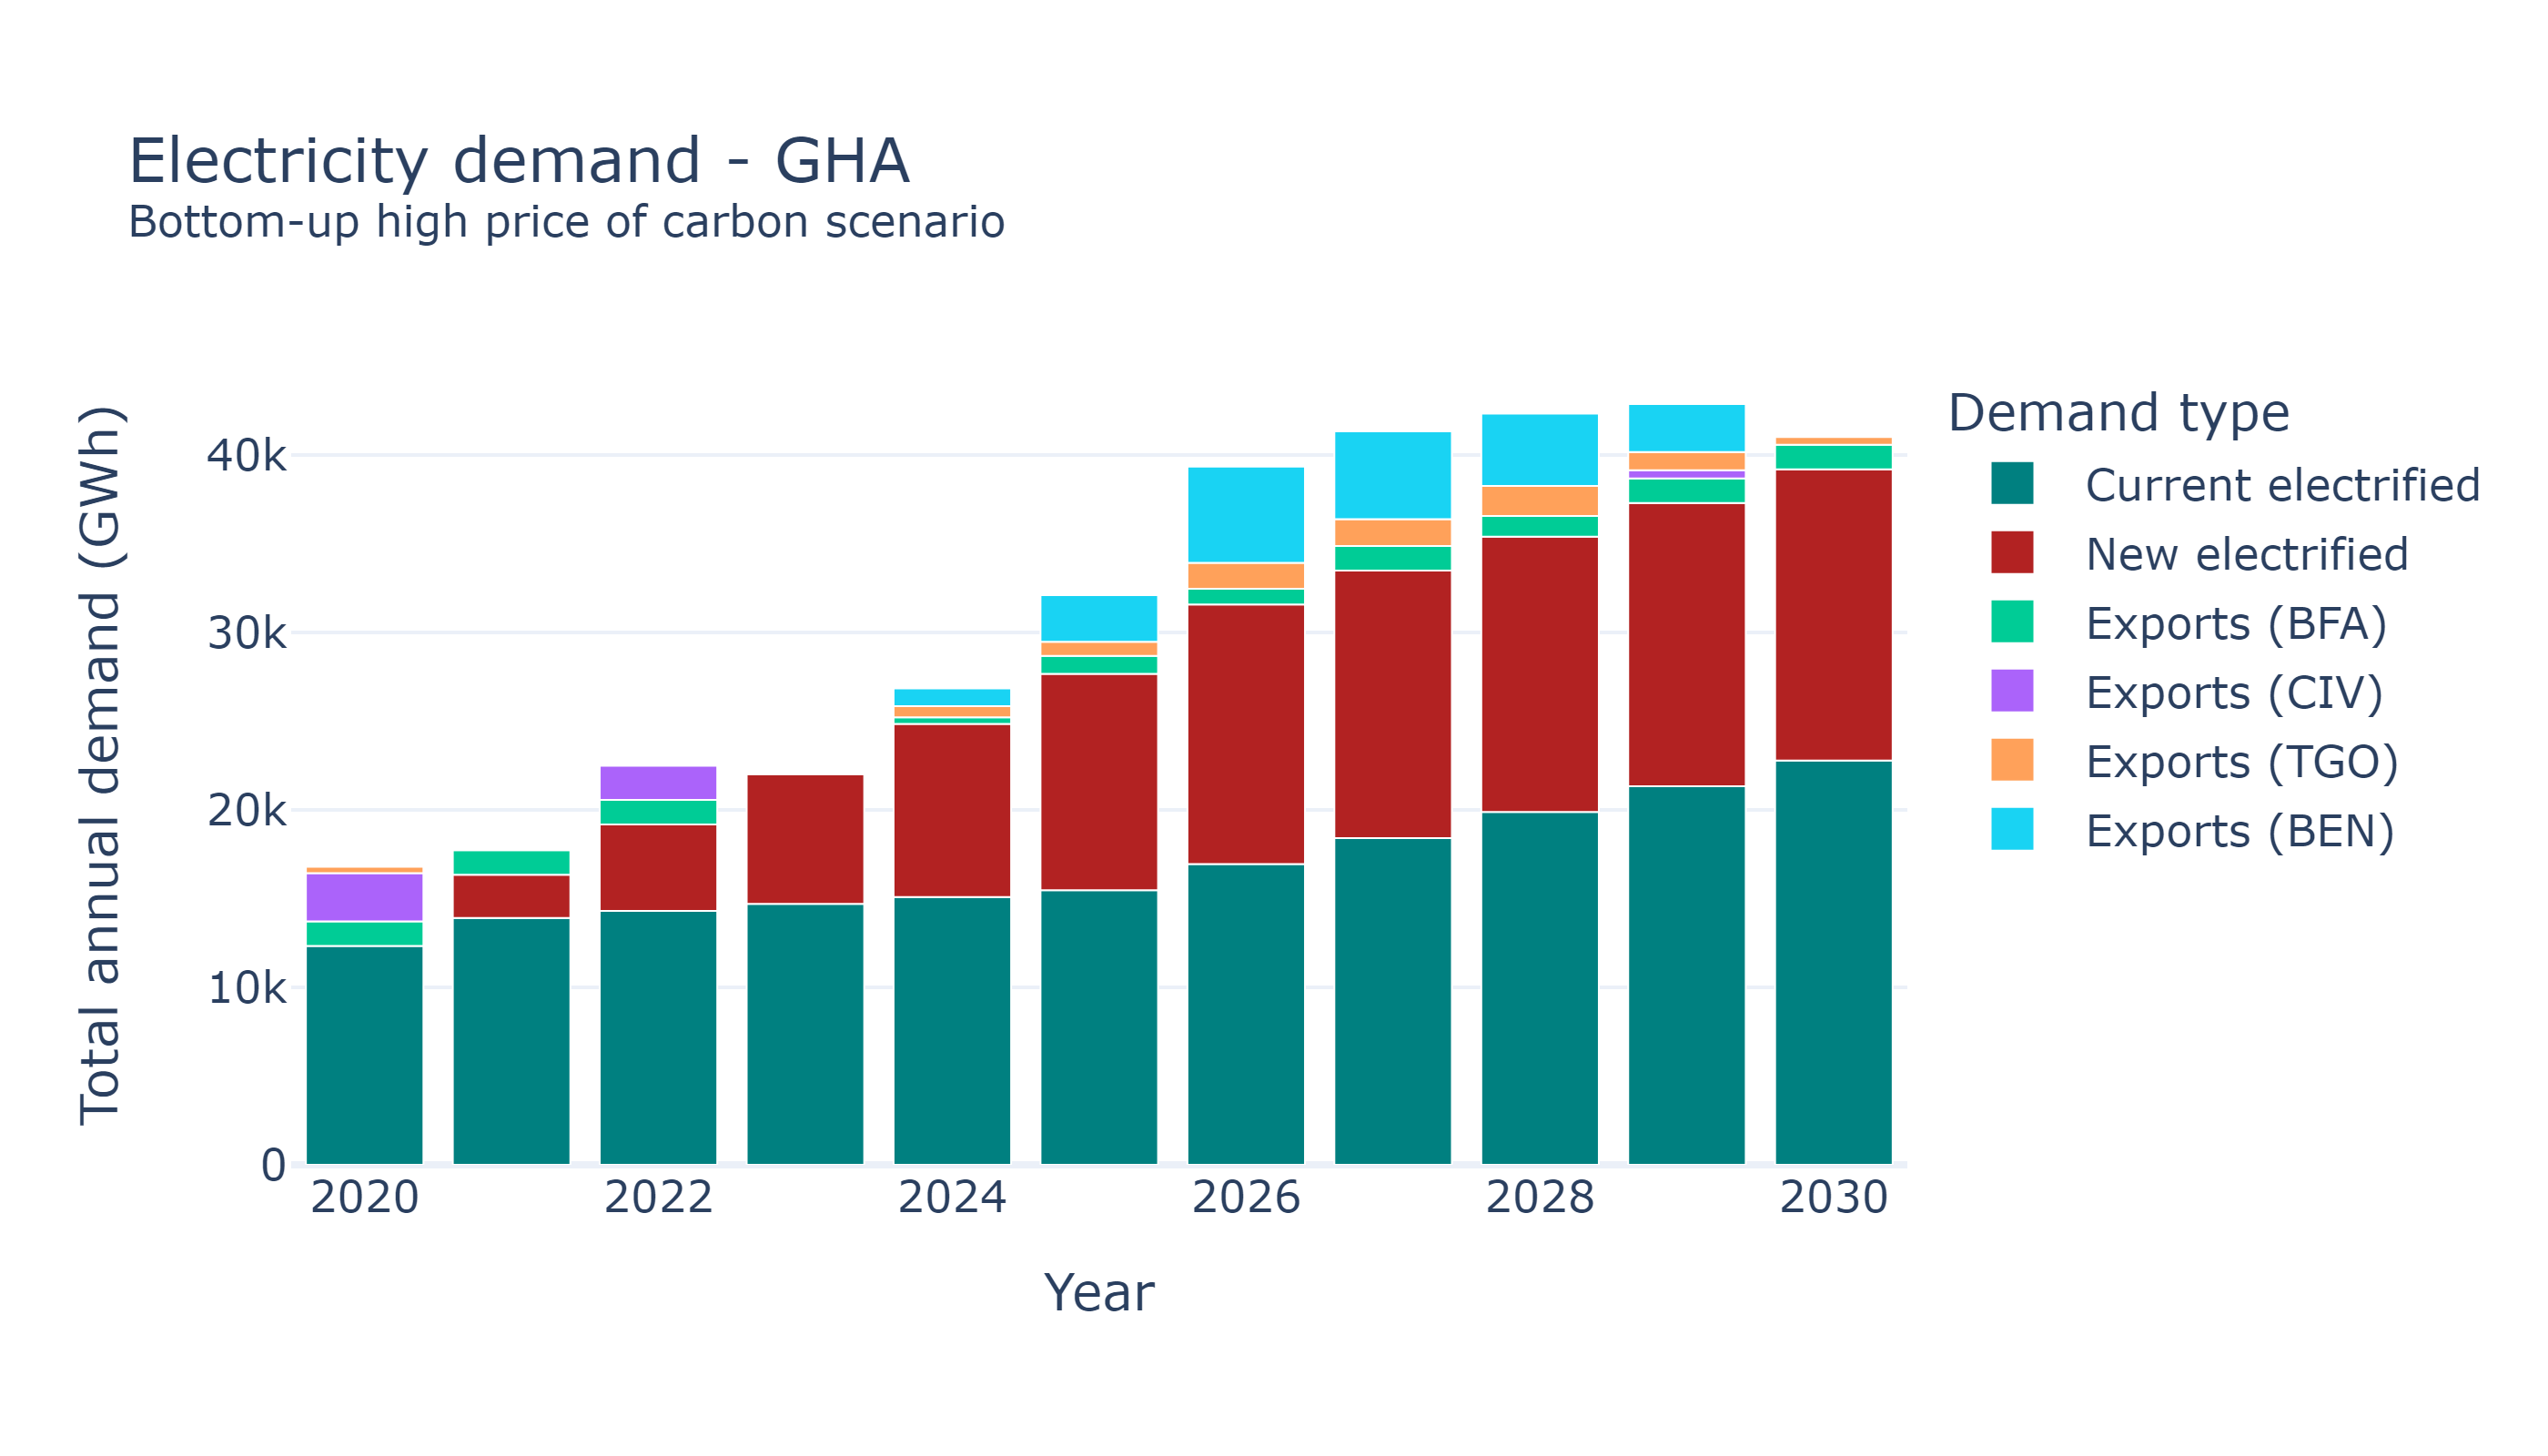 Electricity demand - GHA
Bottom-up high price of carbon scenario
Total annual demand (GWh)
40k
30k
20k
10k
0
2020
2022
2024
2026
2028
2030
Year
Demand type
Current electrified
New electrified
Exports (BFA)
Exports (CIV)
Exports (TGO)
Exports (BEN)